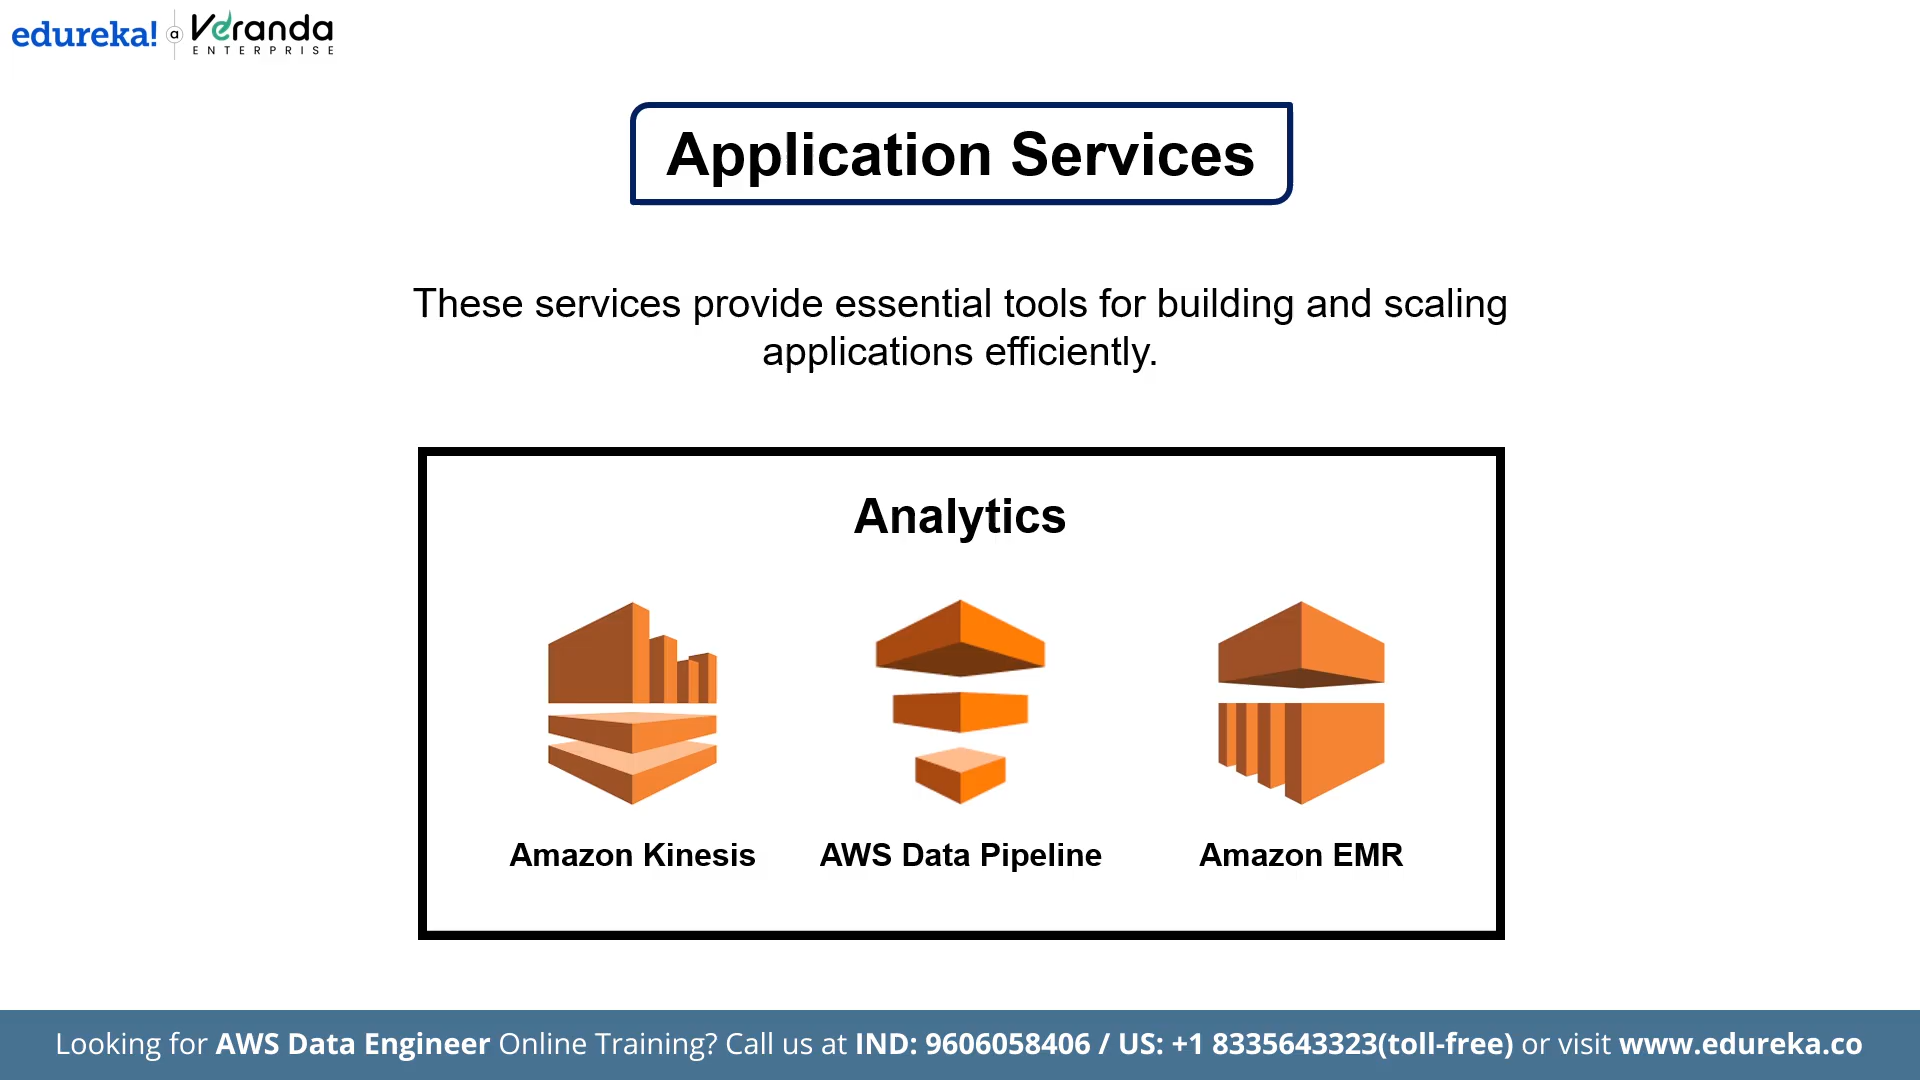 edureka! a Veranda
ENTERPRISE
Application Services
These services provide essential tools for building and scaling
applications efficiently.
Analytics
Amazon Kinesis
AWS Data Pipeline
Amazon EMR
Looking for AWS Data Engineer Online Training? Call us at IND: 9606058406 / US: +1 8335643323(toll-free) or visit www.edureka.co